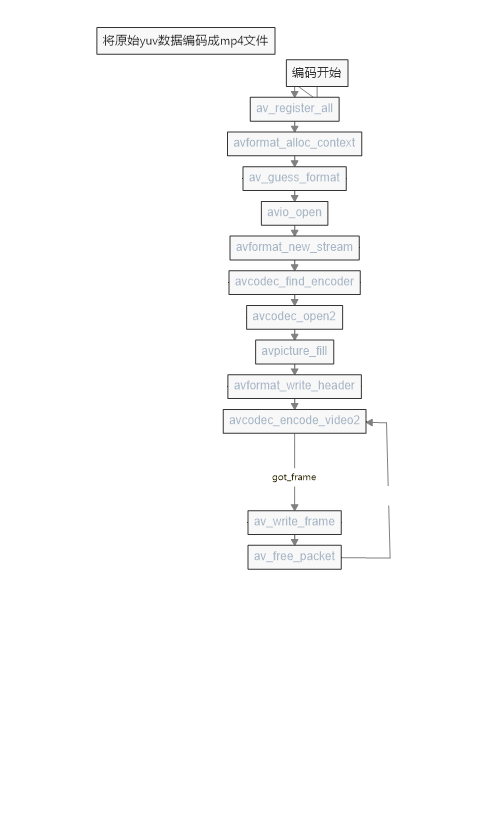 将原始yuv数据编码成mp4文件
编码开始
av_register_all
avformat_alloc_context
av_guess_format
avio_open
avformat_new_stream
avcodec_find_encoder
avcodec_open2
avpicture_fill
avformat_write_header
avcodec_encode_video2
got_frame
av_write_frame
av_free_packet